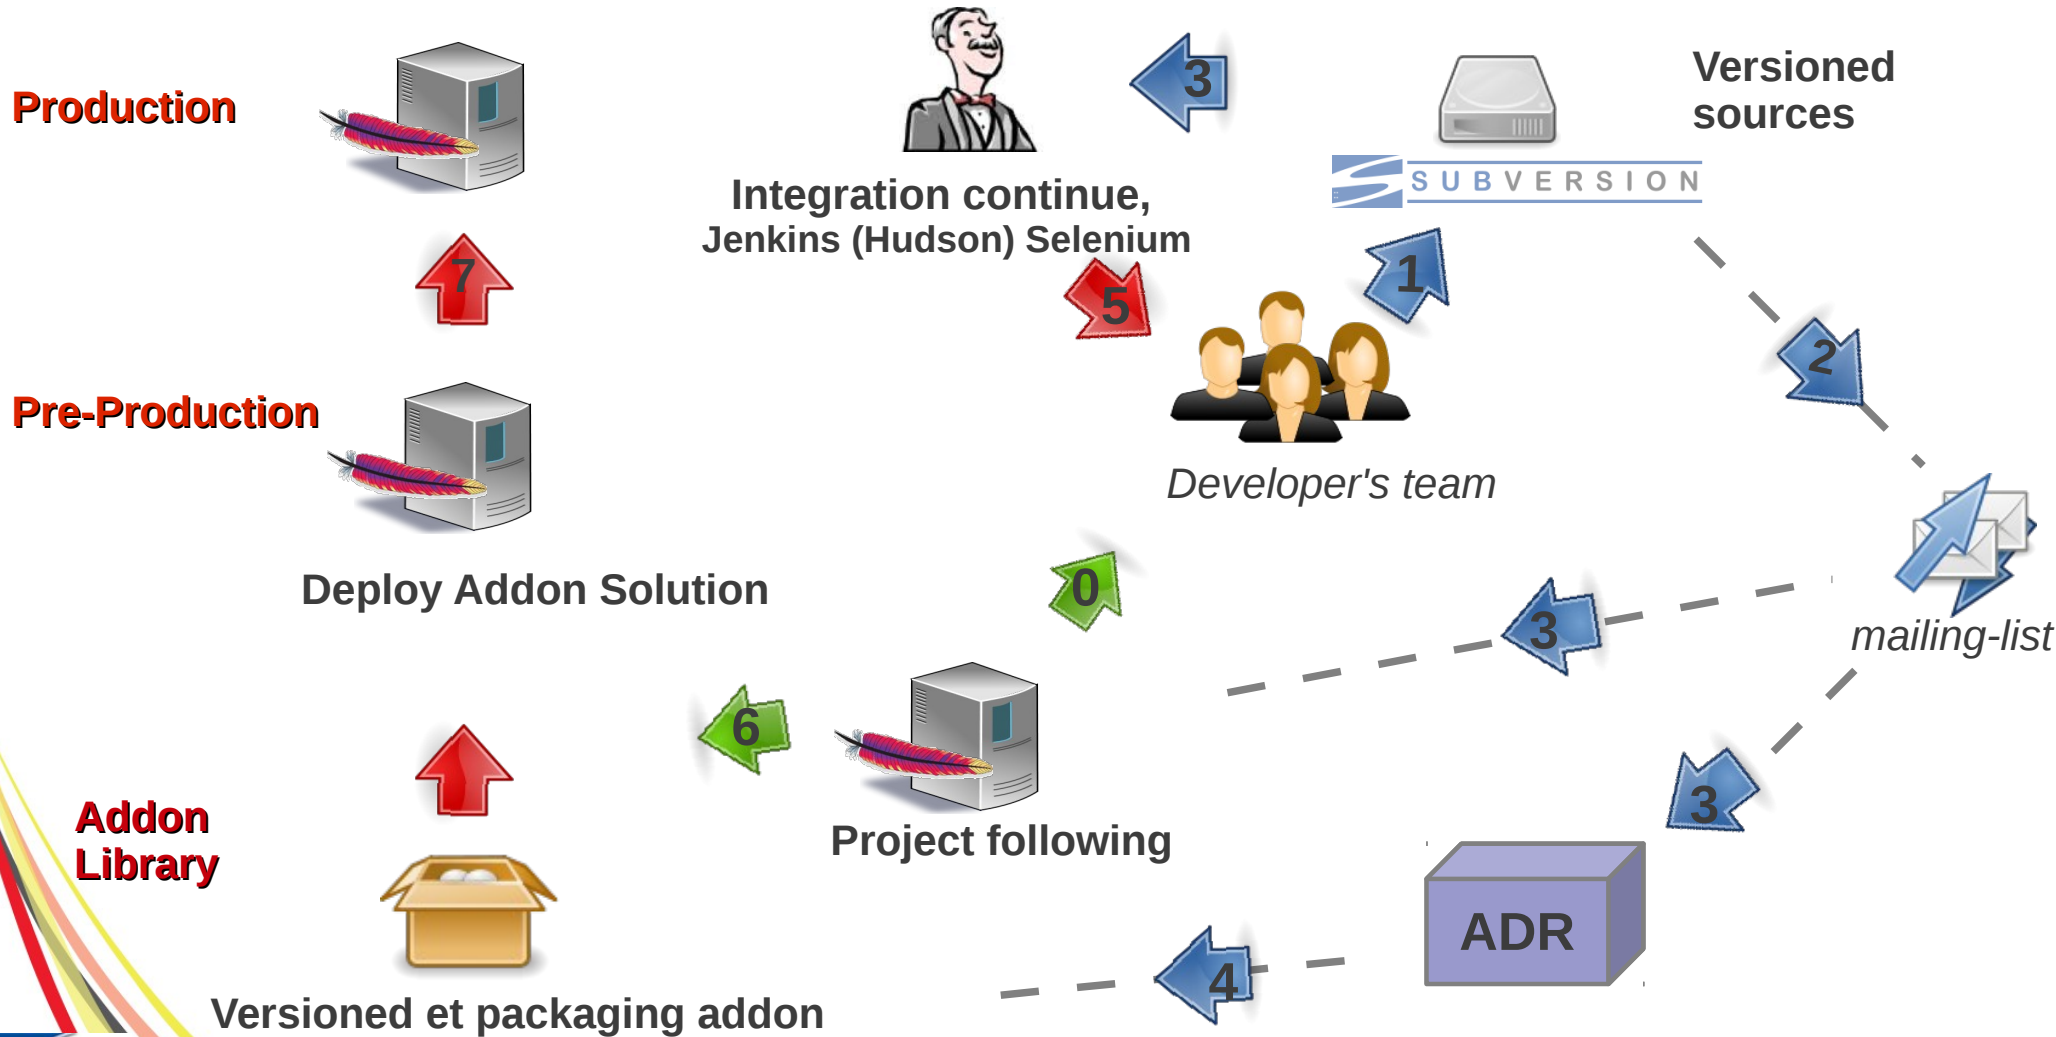 Production
3
Versioned
sources
SUBVERSION
Integration continue,
Jenkins (Hudson) Selenium
7
5
1
2
Pre-Production
Developer's team
Deploy Addon Solution
0
3
mailing-list
6
3
Addon
Library
Project following
ADR
4
Versioned et packaging addon